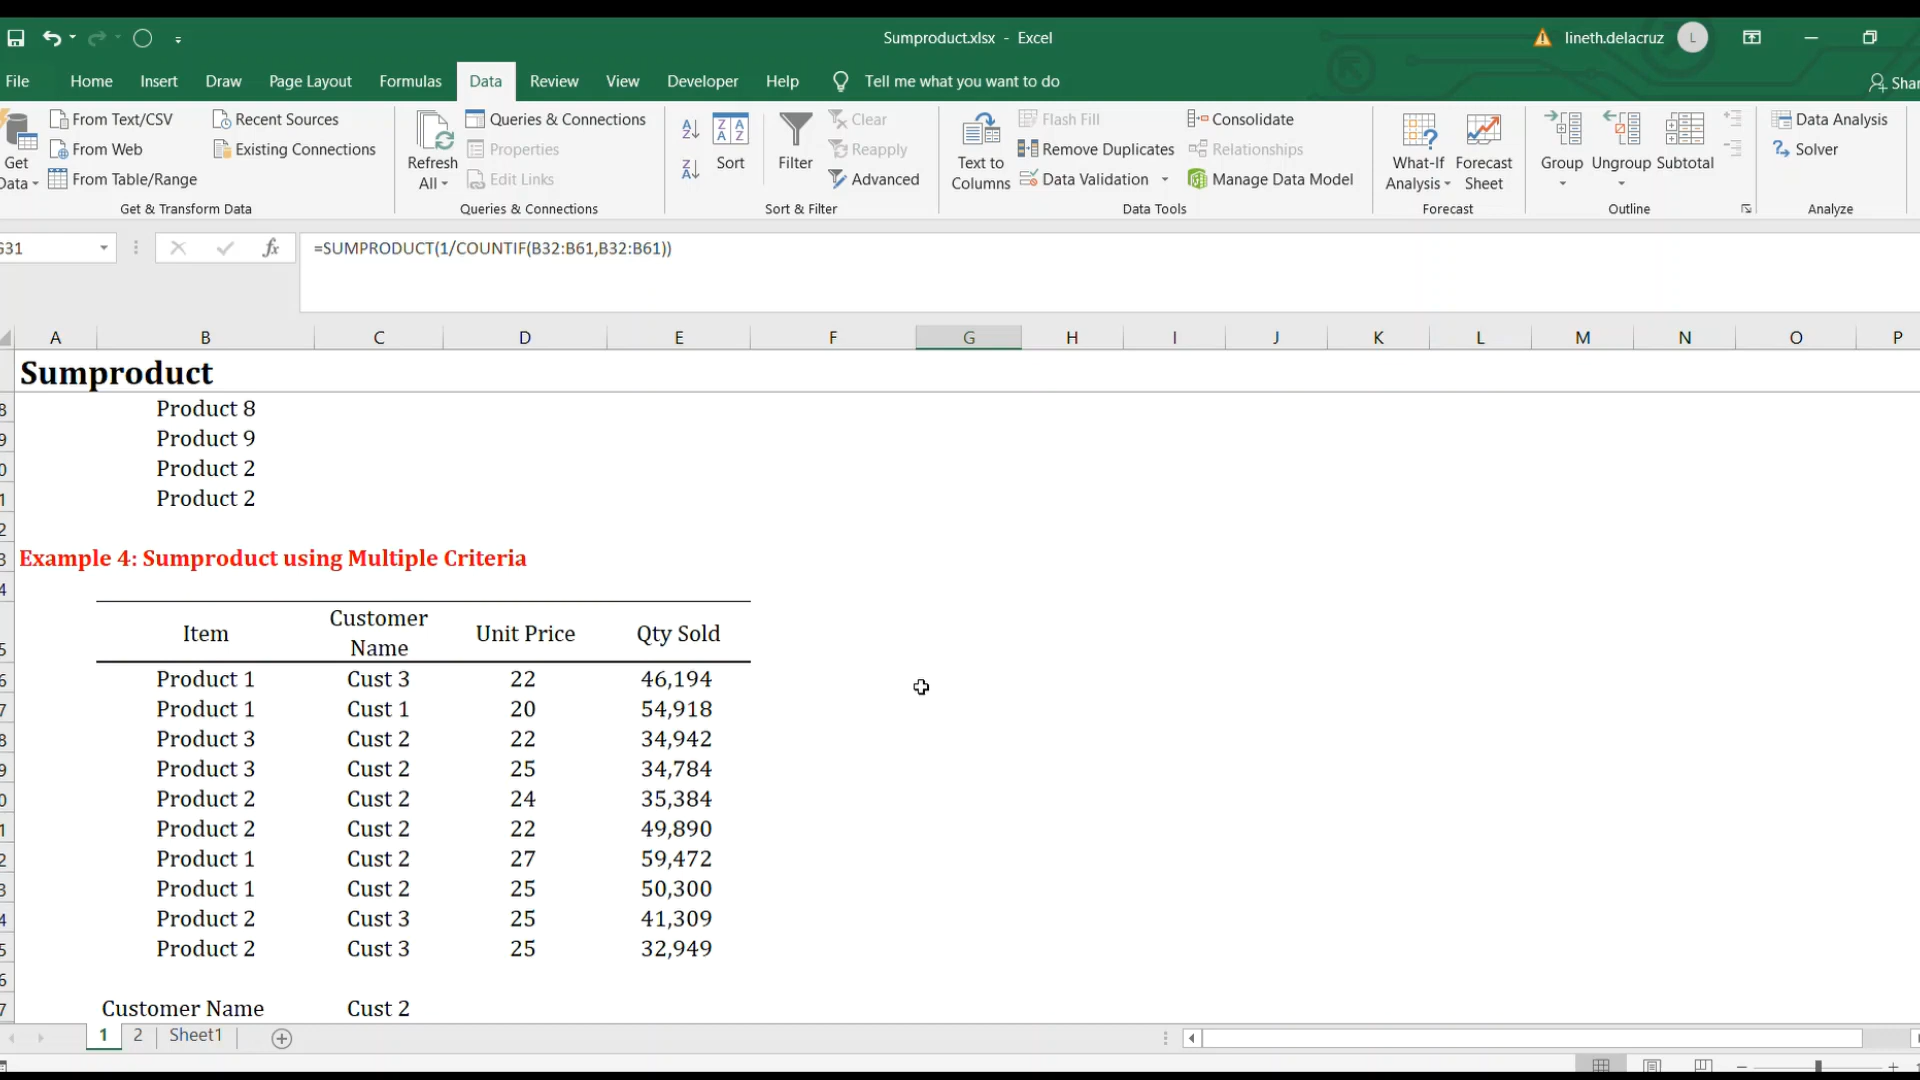 Sumproduct.xlsx - Excel
lineth.delacruz L
File Home Insert Draw Page Layout Formulas Data Review View Developer Help Tell me what you want to do
From Text/CSV Recent Sources Queries & Connections Clear Flash Fill Consolidate Data Analysis
From Web Existing Connections Properties Reapply Remove Duplicates Relationships Solver
From Table/Range Edit Links Advanced Data Validation Manage Data Model
Get Data
Refresh All
Sort
Filter
Text to Columns
What-If Analysis
Forecast Sheet
Group
Ungroup
Subtotal
Get & Transform Data Queries & Connections Sort & Filter Data Tools Forecast Outline Analyze
=SUMPRODUCT(1/COUNTIF(B32:B61,B32:B61))
A B C D E F G H I J K L M N O P
Sumproduct
Product 8
Product 9
Product 2
Product 2
Example 4: Sumproduct using Multiple Criteria
Item Customer Name Unit Price Qty Sold
Product 1 Cust 3 22 46,194
Product 1 Cust 1 20 54,918
Product 3 Cust 2 22 34,942
Product 3 Cust 2 25 34,784
Product 2 Cust 2 24 35,384
Product 2 Cust 2 22 49,890
Product 1 Cust 2 27 59,472
Product 1 Cust 2 25 50,300
Product 2 Cust 3 25 41,309
Product 2 Cust 3 25 32,949
Customer Name Cust 2
1 2 Sheet1